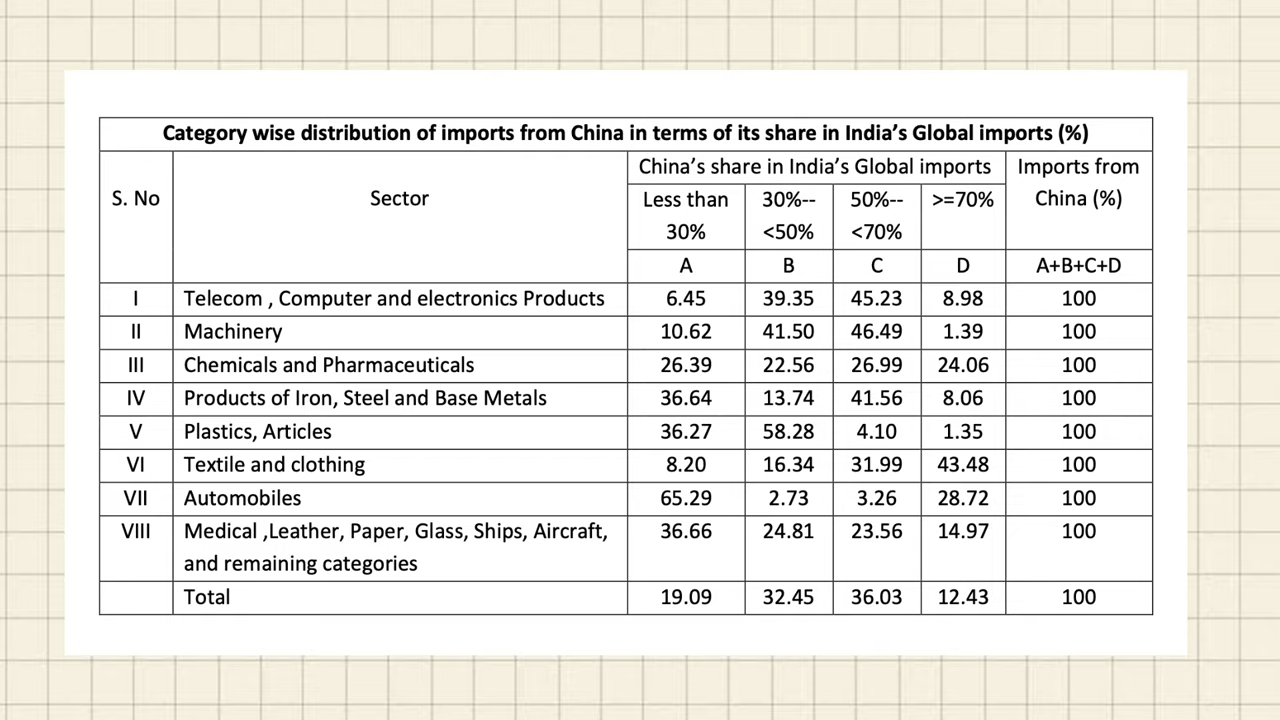 Category wise distribution of imports from China in terms of its share in India's Global imports (%)
S. No Sector China's share in India's Global imports Imports from China (%)
Less than 30% 30%--<50% 50%--<70% >=70%
A B C D A+B+C+D
I Telecom , Computer and electronics Products 6.45 39.35 45.23 8.98 100
II Machinery 10.62 41.50 46.49 1.39 100
III Chemicals and Pharmaceuticals 26.39 22.56 26.99 24.06 100
IV Products of Iron, Steel and Base Metals 36.64 13.74 41.56 8.06 100
V Plastics, Articles 36.27 58.28 4.10 1.35 100
VI Textile and clothing 8.20 16.34 31.99 43.48 100
VII Automobiles 65.29 2.73 3.26 28.72 100
VIII Medical ,Leather, Paper, Glass, Ships, Aircraft, 36.66 24.81 23.56 14.97 100
and remaining categories
Total 19.09 32.45 36.03 12.43 100